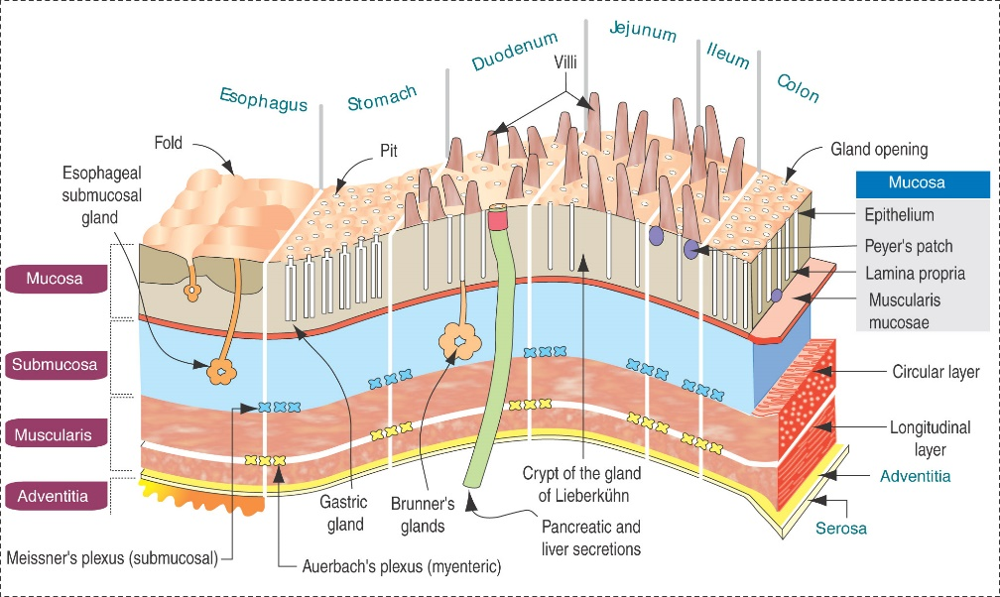 Esophagus
Stomach
Duodenum
Jejunum
Ileum
Colon
Villi
Fold
Pit
Gland opening
Esophageal
submucosal
gland
Mucosa
Epithelium
Peyer's patch
Lamina propria
Muscularis
mucosae
Mucosa
Submucosa
Muscularis
Adventitia
Circular layer
Longitudinal
layer
Adventitia
Serosa
Gastric
gland
Brunner's
glands
Crypt of the gland
of Lieberkühn
Pancreatic and
liver secretions
Meissner's plexus (submucosal)
Auerbach's plexus (myenteric)